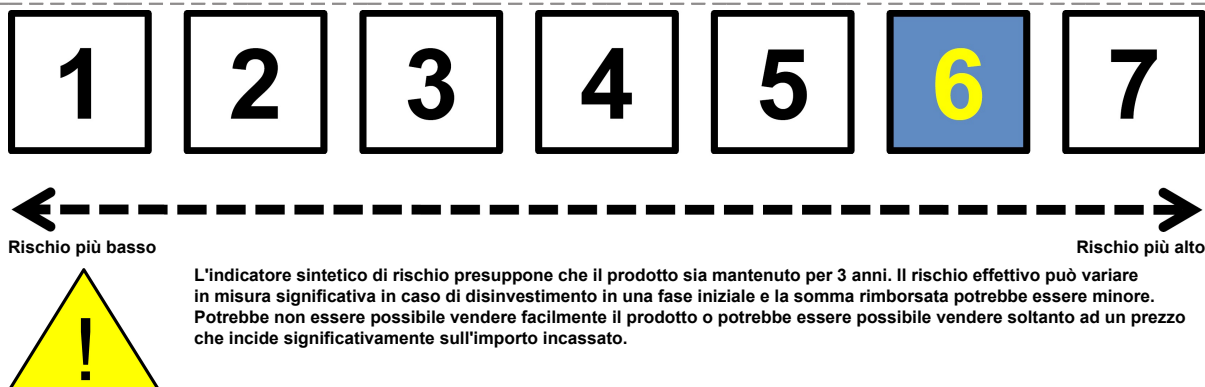 1 2 3 4 5 6 7
Rischio più basso Rischio più alto
L'indicatore sintetico di rischio presuppone che il prodotto sia mantenuto per 3 anni. Il rischio effettivo può variare
in misura significativa in caso di disinvestimento in una fase iniziale e la somma rimborsata potrebbe essere minore.
Potrebbe non essere possibile vendere facilmente il prodotto o potrebbe essere possibile vendere soltanto ad un prezzo
che incide significativamente sull'importo incassato.
!